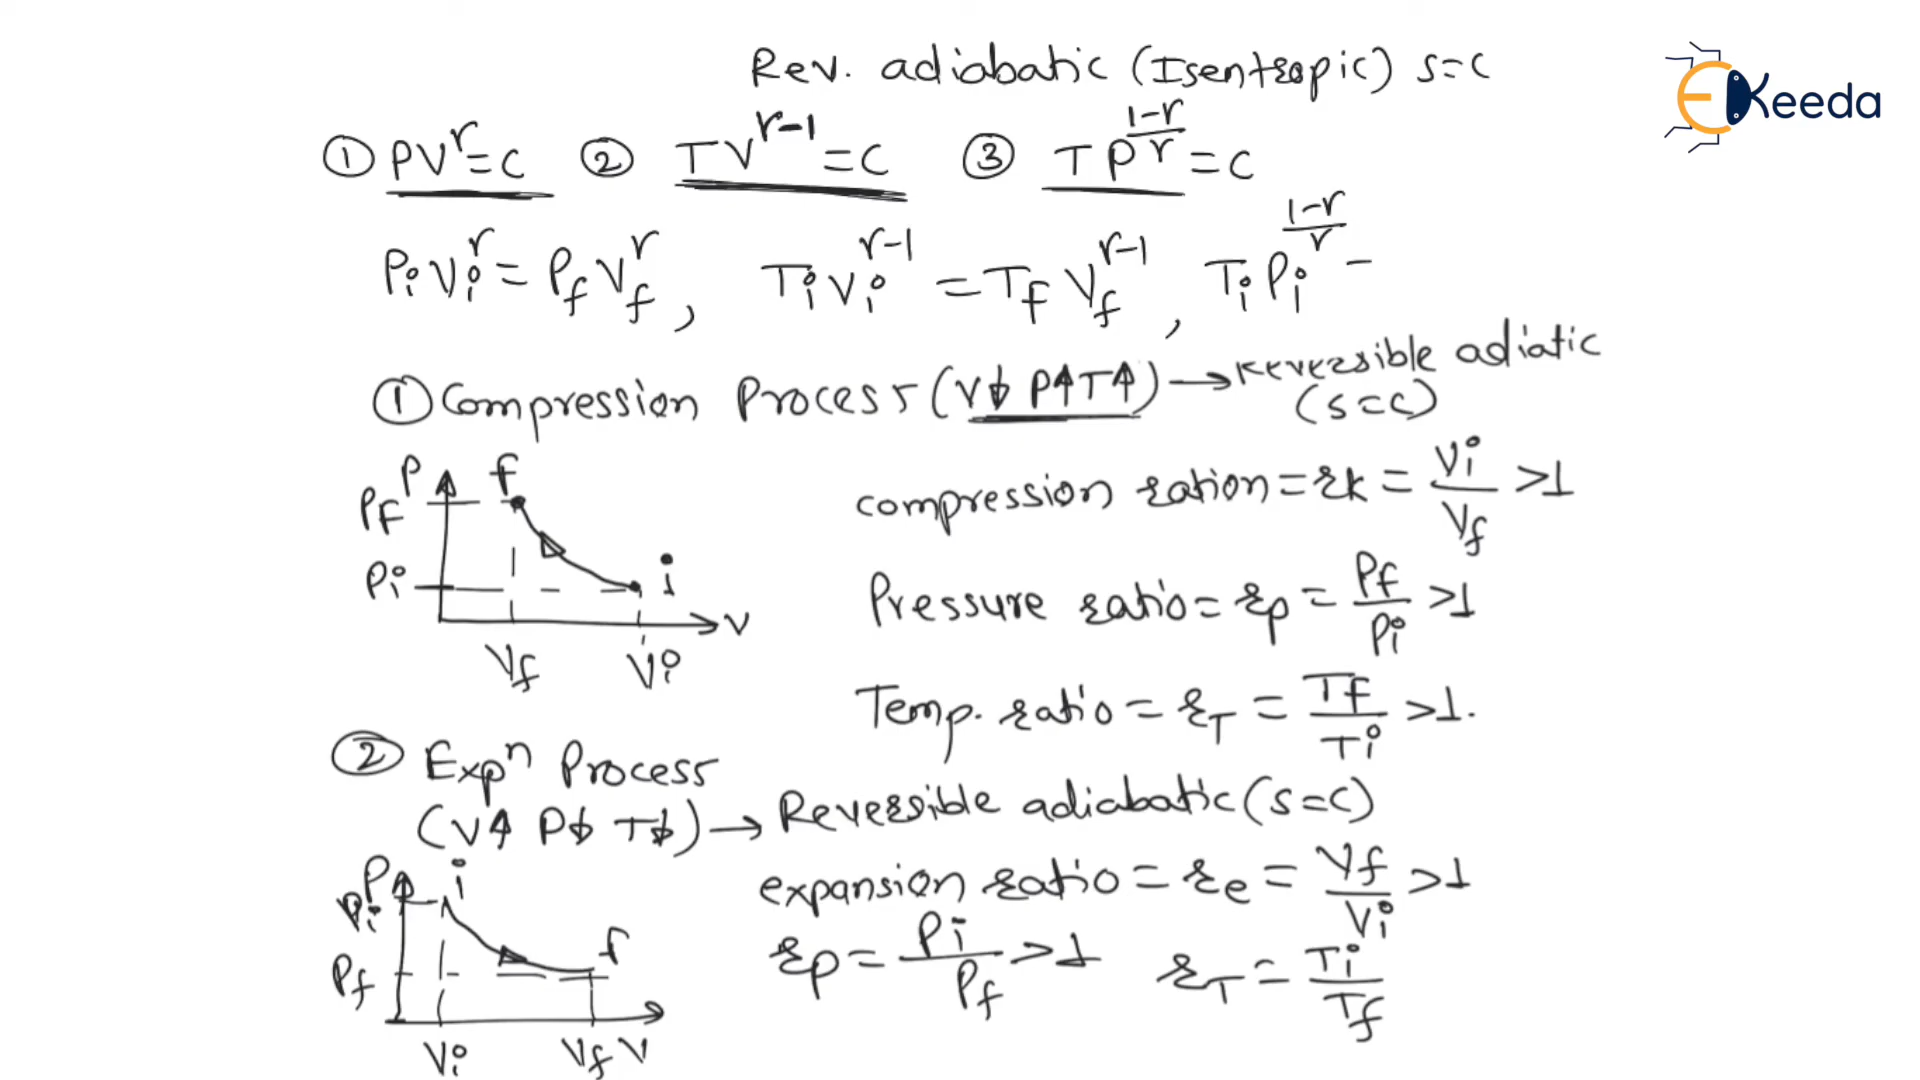 Rev. adiabatic (Isentropic) s=c
EKeeda
① PV^r=C ② TV^(r-1)=C ③ TP^((1-r)/r)=C
PiVi^r = PfVf^r, TiVi^(r-1) = TfVf^(r-1), TiPi^((1-r)/r) -
① Compression Process (V↓ P↑ T↑) → Reversible adiatic
(s=c)
P f
Pf
Pi i
V
Vf Vi
compression ration = rk = Vi/Vf >1
Pressure ratio = rp = Pf/Pi >1
Temp. ratio = rT = Tf/Ti >1.
② Expn Process
(V↑ P↓ T↓) → Reversible adiabatic (s=c)
P i
Pi
f
Pf
Vi Vf V
expansion ratio = re = Vf/Vi >1
rp = Pi/Pf >1 rT = Ti/Tf